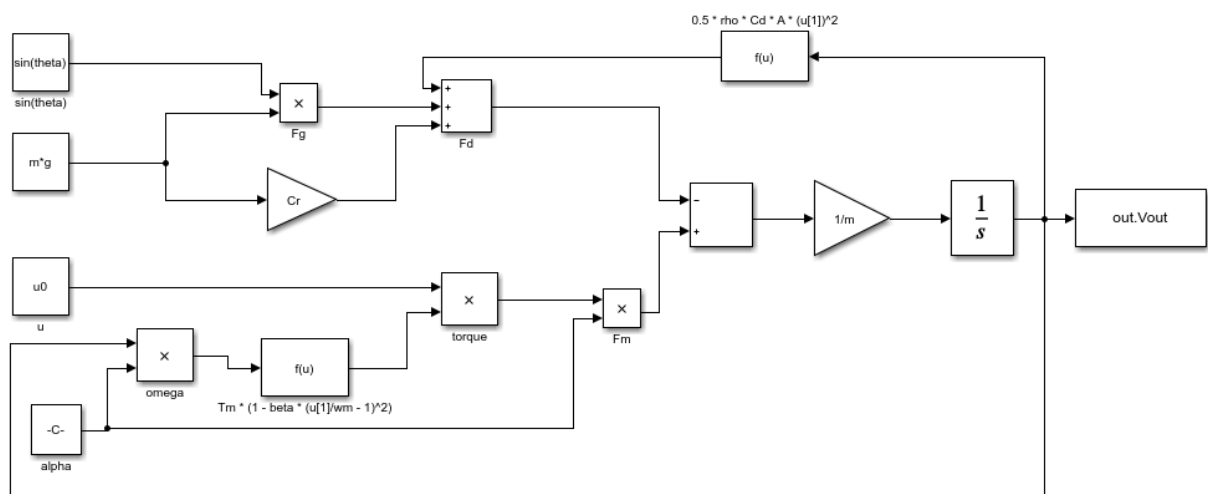 0.5 * rho * Cd * A * (u[1])^2
sin(theta)
f(u)
sin(theta)
×
+
+
+
Fg
Fd
m*g
Cr
−
+
1/m
1
s
out.Vout
u0
×
×
u
torque
Fm
×
f(u)
omega
Tm * (1 - beta * (u[1]/wm - 1)^2)
-C-
alpha